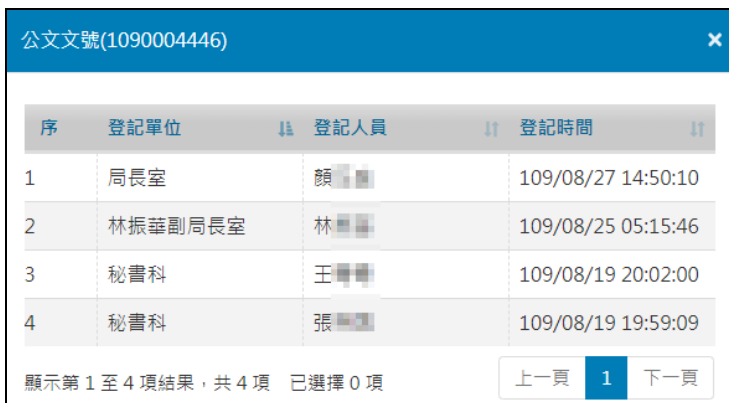 公文文號(1090004446) ×
序 登記單位 登記人員 登記時間
1 局長室 顏 109/08/27 14:50:10
2 林振華副局長室 林 109/08/25 05:15:46
3 秘書科 王 109/08/19 20:02:00
4 秘書科 張 109/08/19 19:59:09
顯示第 1 至 4 項結果，共 4 項 已選擇 0 項 上一頁 1 下一頁